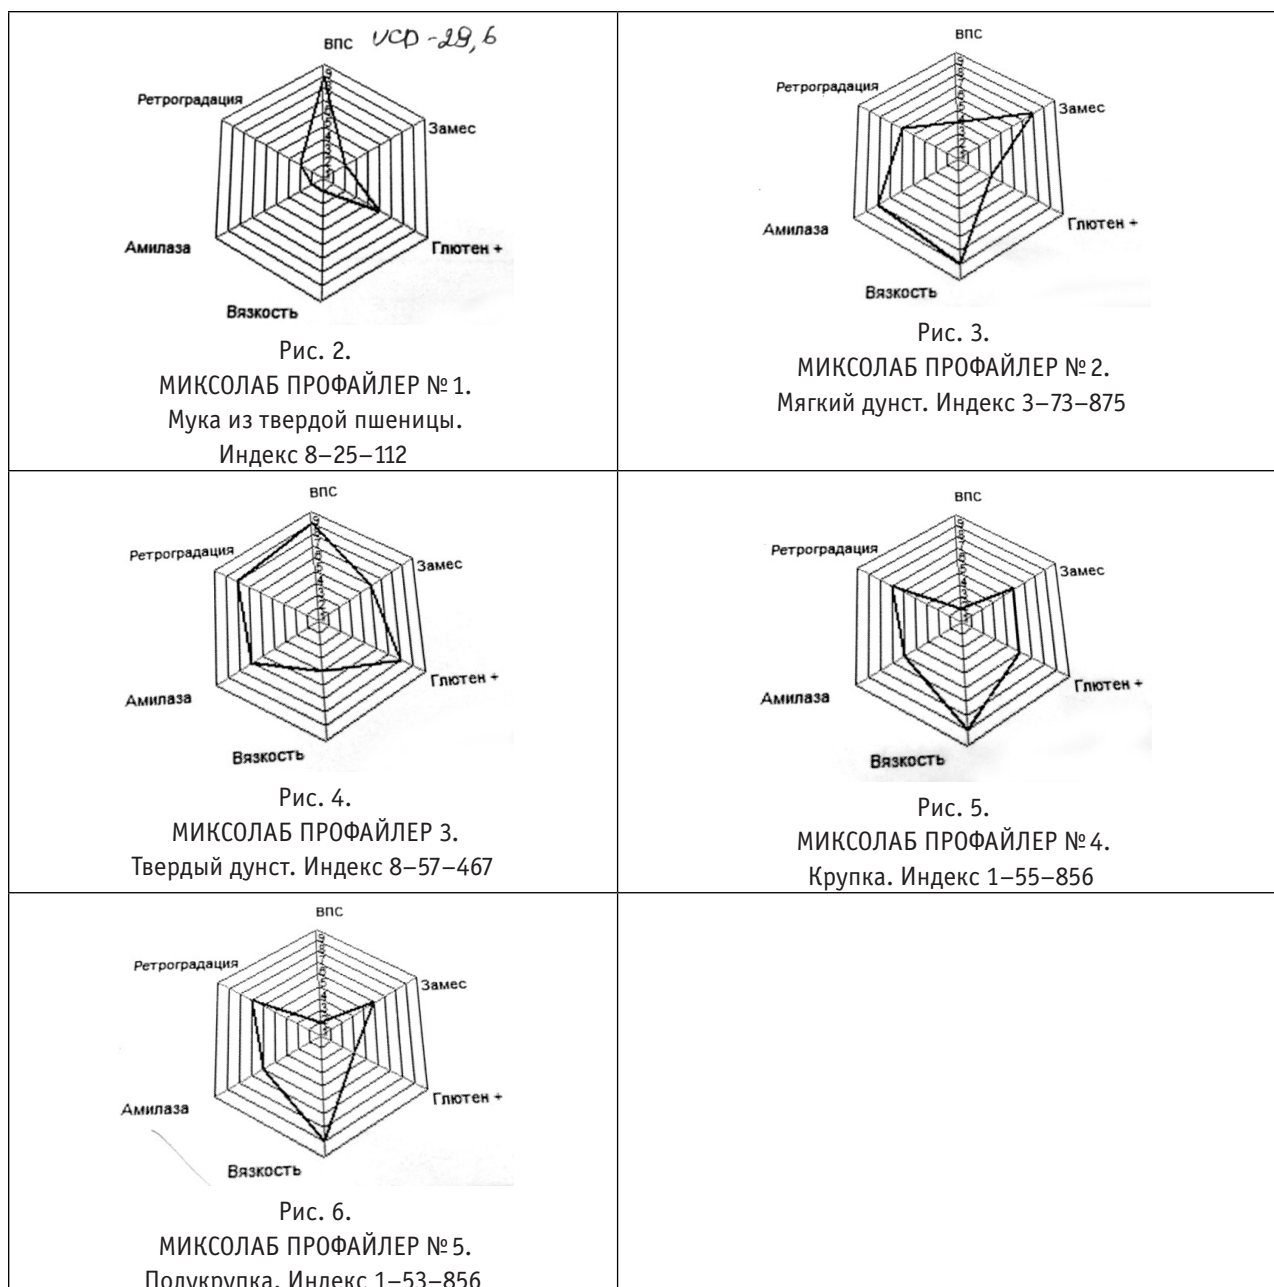 ВПС ИСД -29,6
Ретроградация
Замес
Амилаза
Глютен +
Вязкость
Рис. 2.
МИКСОЛАБ ПРОФАЙЛЕР № 1.
Мука из твердой пшеницы.
Индекс 8–25–112
ВПС
Ретроградация
Замес
Амилаза
Глютен +
Вязкость
Рис. 3.
МИКСОЛАБ ПРОФАЙЛЕР № 2.
Мягкий дунст. Индекс 3–73–875
ВПС
Ретроградация
Замес
Амилаза
Глютен +
Вязкость
Рис. 4.
МИКСОЛАБ ПРОФАЙЛЕР 3.
Твердый дунст. Индекс 8–57–467
ВПС
Ретроградация
Замес
Амилаза
Глютен +
Вязкость
Рис. 5.
МИКСОЛАБ ПРОФАЙЛЕР № 4.
Крупка. Индекс 1–55–856
ВПС
Ретроградация
Замес
Амилаза
Глютен +
Вязкость
Рис. 6.
МИКСОЛАБ ПРОФАЙЛЕР № 5.
Полукрупка. Индекс 1–53–856